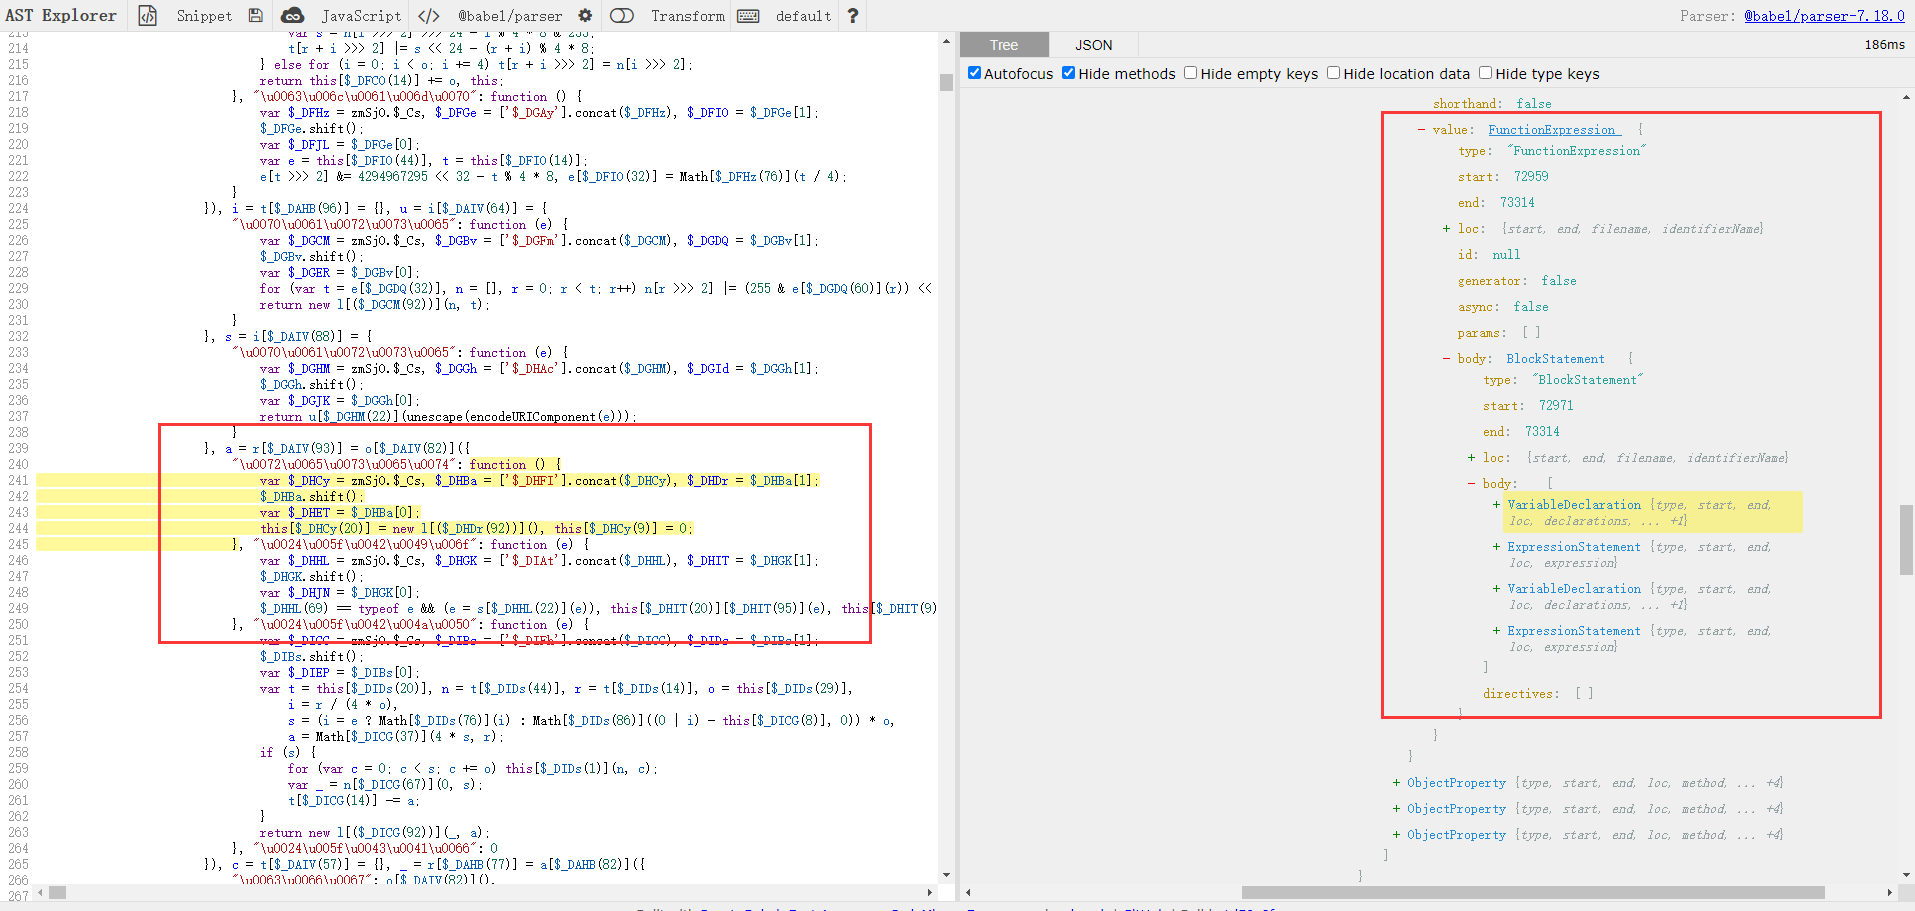 AST Explorer Snippet JavaScript </> @babel/parser Transform default ? Parser: @babel/parser-7.18.0
Tree JSON 186ms
Autofocus Hide methods Hide empty keys Hide location data Hide type keys
213 var s = n[i >>> 2] >>> 24 - i % 4 * 8 & 255;
214 t[r + i >>> 2] |= s << 24 - (r + i) % 4 * 8;
215 } else for (i = 0; i < o; i += 4) t[r + i >>> 2] = n[i >>> 2];
216 return this[$_DFCO(14)] += o, this;
217 }, "\u0063\u006c\u0061\u006d\u0070": function () {
218 var $_DFHz = zmSj0.$_Cs, $_DFGe = ['$_DGAy'].concat($_DFHz), $_DFIO = $_DFGe[1];
219 $_DFGe.shift();
220 var $_DFJL = $_DFGe[0];
221 var e = this[$_DFIO(44)], t = this[$_DFIO(14)];
222 e[t >>> 2] &= 4294967295 << 32 - t % 4 * 8, e[$_DFIO(32)] = Math[$_DFHz(76)](t / 4);
223 }
224 }), i = t[$_DAHB(96)] = {}, u = i[$_DAIV(64)] = {
225 "\u0070\u0061\u0072\u0073\u0065": function (e) {
226 var $_DGCM = zmSj0.$_Cs, $_DGBv = ['$_DGFm'].concat($_DGCM), $_DGDQ = $_DGBv[1];
227 $_DGBv.shift();
228 var $_DGER = $_DGBv[0];
229 for (var t = e[$_DGDQ(32)], n = [], r = 0; r < t; r++) n[r >>> 2] |= (255 & e[$_DGDQ(60)](r)) <<
230 return new l[($_DGCM(92))](n, t);
231 }
232 }, s = i[$_DAIV(88)] = {
233 "\u0070\u0061\u0072\u0073\u0065": function (e) {
234 var $_DGHM = zmSj0.$_Cs, $_DGGh = ['$_DHAc'].concat($_DGHM), $_DGId = $_DGGh[1];
235 $_DGGh.shift();
236 var $_DGJK = $_DGGh[0];
237 return u[$_DGHM(22)](unescape(encodeURIComponent(e)));
238 }
239 }, a = r[$_DAIV(93)] = o[$_DAIV(82)]({
240 "\u0072\u0065\u0073\u0065\u0074": function () {
241 var $_DHCy = zmSj0.$_Cs, $_DHBa = ['$_DHFI'].concat($_DHCy), $_DHDr = $_DHBa[1];
242 $_DHBa.shift();
243 var $_DHET = $_DHBa[0];
244 this[$_DHCy(20)] = new l[($_DHDr(92))](), this[$_DHCy(9)] = 0;
245 }, "\u0024\u005f\u0042\u0049\u006f": function (e) {
246 var $_DHHL = zmSj0.$_Cs, $_DHGK = ['$_DIAt'].concat($_DHHL), $_DHIT = $_DHGK[1];
247 $_DHGK.shift();
248 var $_DHJN = $_DHGK[0];
249 $_DHHL(69) == typeof e && (e = s[$_DHHL(22)](e)), this[$_DHIT(20)][$_DHIT(95)](e), this[$_DHIT(9)
250 }, "\u0024\u005f\u0042\u004a\u0050": function (e) {
251 var $_DICG = zmSj0.$_Cs, $_DIBs = ['$_DIFh'].concat($_DICG), $_DIDs = $_DIBs[1];
252 $_DIBs.shift();
253 var $_DIEP = $_DIBs[0];
254 var t = this[$_DIDs(20)], n = t[$_DIDs(44)], r = t[$_DIDs(14)], o = this[$_DIDs(29)],
255 i = r / (4 * o),
256 s = (i = e ? Math[$_DIDs(76)](i) : Math[$_DIDs(86)]((0 | i) - this[$_DICG(8)], 0)) * o,
257 a = Math[$_DICG(37)](4 * s, r);
258 if (s) {
259 for (var c = 0; c < s; c += o) this[$_DIDs(1)](n, c);
260 var _ = n[$_DICG(67)](0, s);
261 t[$_DICG(14)] -= a;
262 }
263 return new l[($_DICG(92))](_, a);
264 }, "\u0024\u005f\u0043\u0041\u0066": 0
265 }), c = t[$_DAIV(57)] = {}, _ = r[$_DAHB(77)] = a[$_DAHB(82)]({
266 "\u0063\u0066\u0067": o[$_DAIV(82)](),
267
shorthand: false
- value: FunctionExpression {
type: "FunctionExpression"
start: 72959
end: 73314
+ loc: {start, end, filename, identifierName}
id: null
generator: false
async: false
params: [ ]
- body: BlockStatement {
type: "BlockStatement"
start: 72971
end: 73314
+ loc: {start, end, filename, identifierName}
- body: [
+ VariableDeclaration {type, start, end,
loc, declarations, ... +1}
+ ExpressionStatement {type, start, end,
loc, expression}
+ VariableDeclaration {type, start, end,
loc, declarations, ... +1}
+ ExpressionStatement {type, start, end,
loc, expression}
]
directives: [ ]
}
}
}
+ ObjectProperty {type, start, end, loc, method, ... +4}
+ ObjectProperty {type, start, end, loc, method, ... +4}
+ ObjectProperty {type, start, end, loc, method, ... +4}
]
}